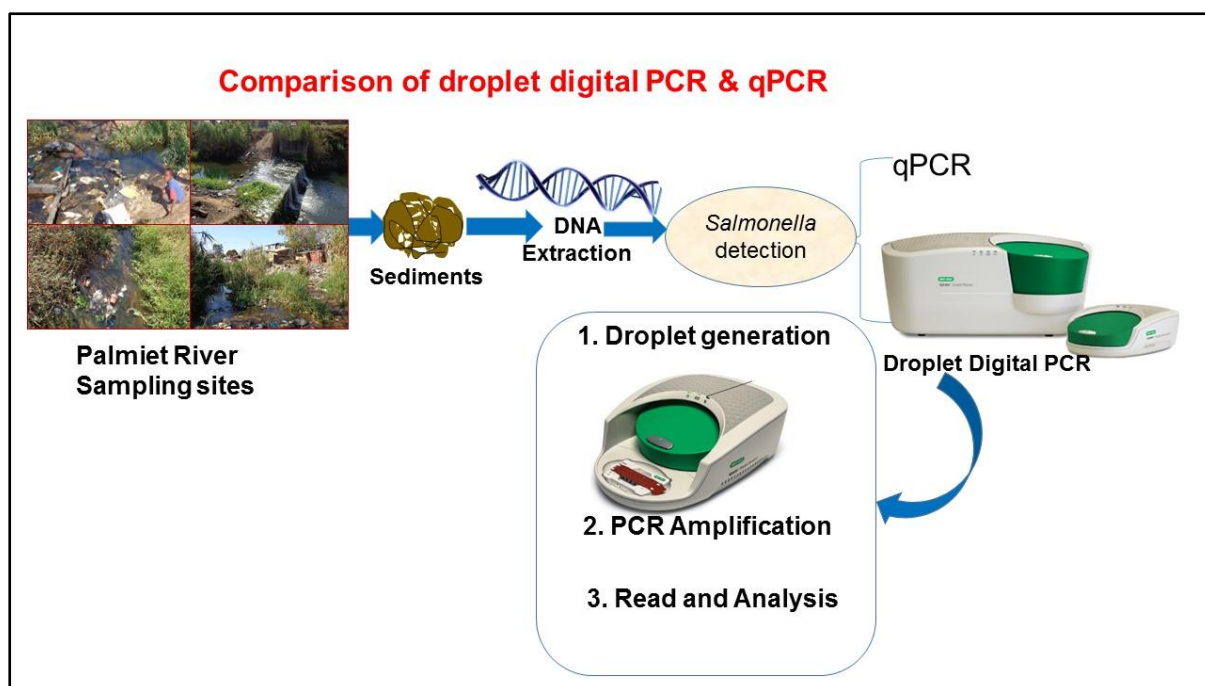 Comparison of droplet digital PCR & qPCR
Palmiet River
Sampling sites
Sediments
DNA
Extraction
Salmonella
detection
qPCR
Droplet Digital PCR
1. Droplet generation
2. PCR Amplification
3. Read and Analysis